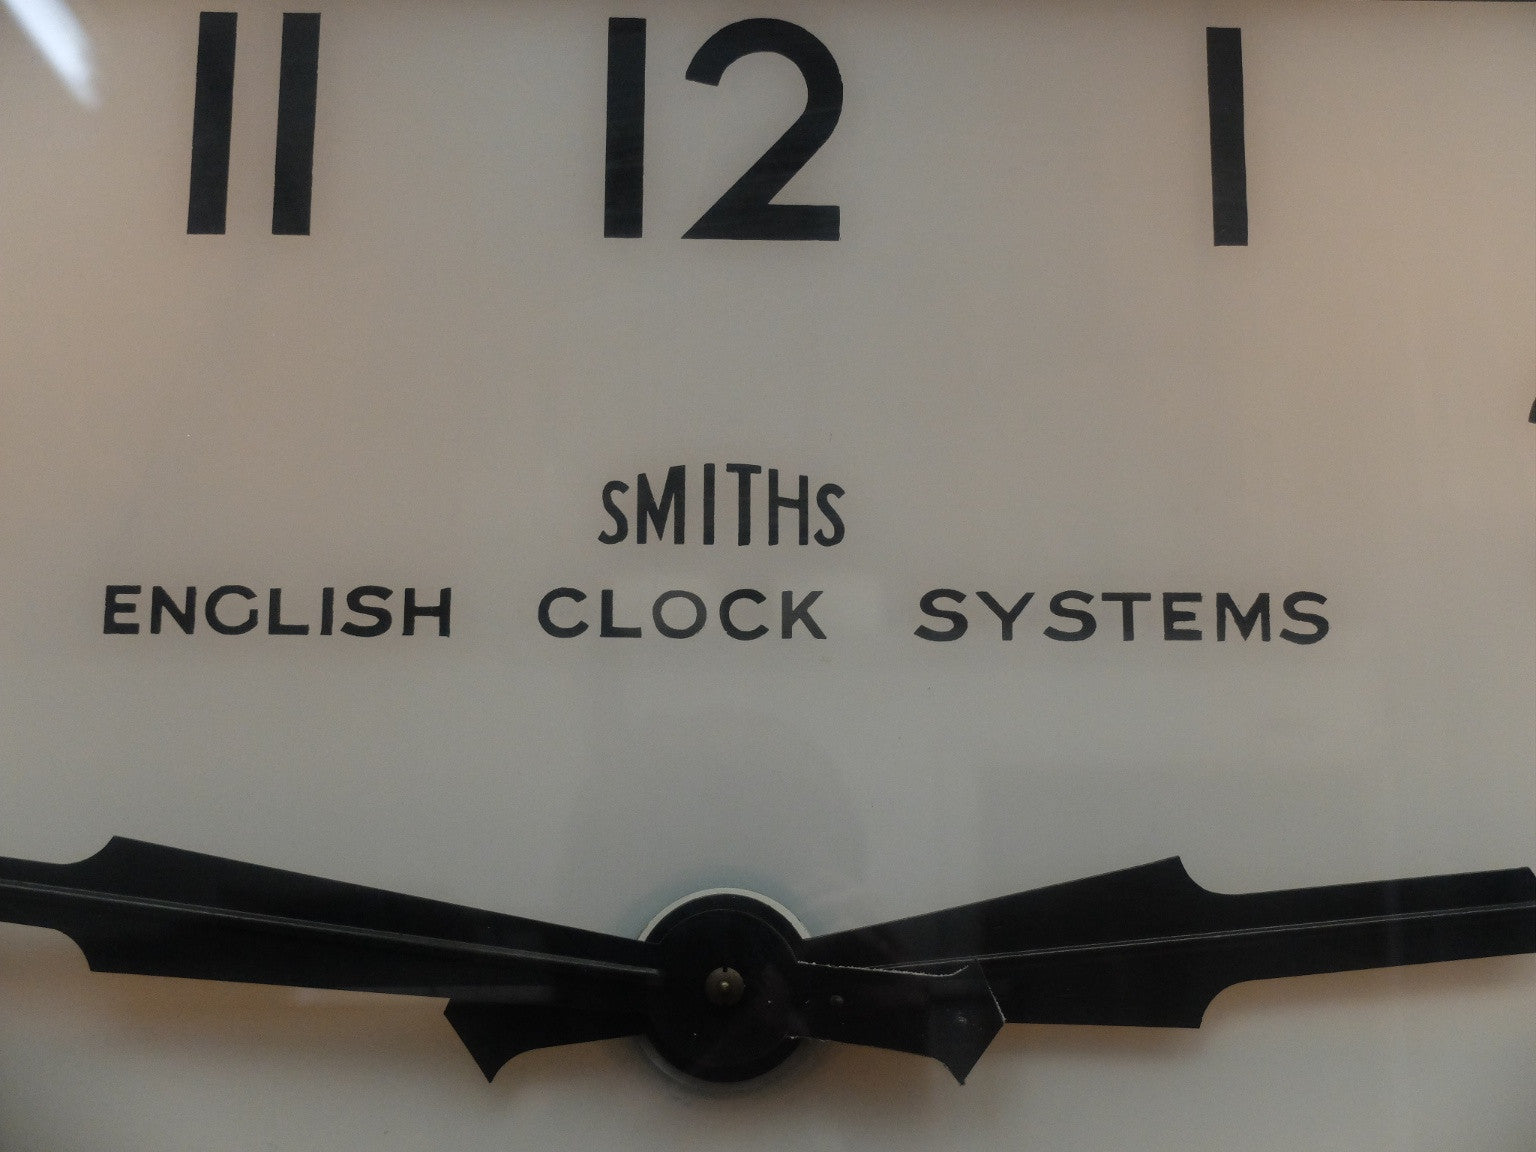 11 12 1
SMITHS
ENGLISH CLOCK SYSTEMS